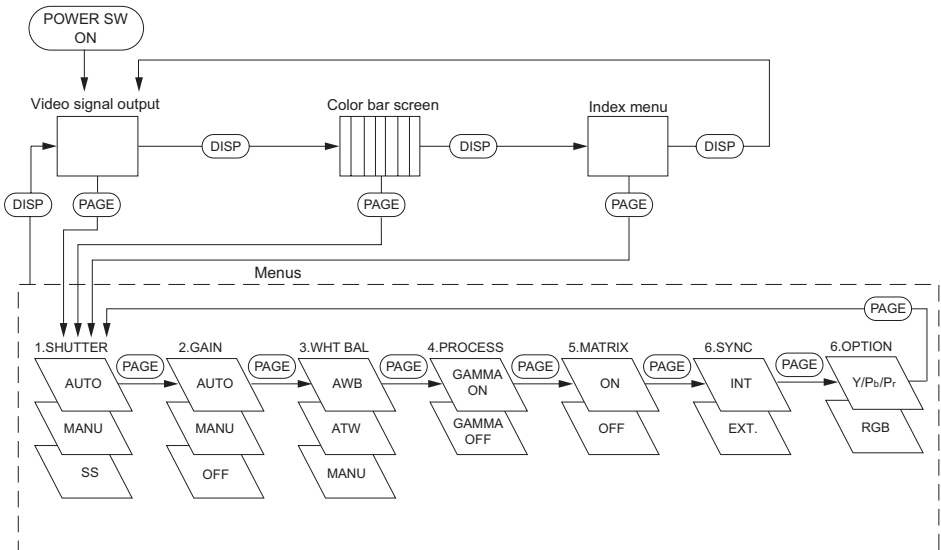 POWER SW
ON
Video signal output
Color bar screen
Index menu
DISP
DISP
DISP
DISP
PAGE
PAGE
PAGE
Menus
PAGE
1.SHUTTER
2.GAIN
3.WHT BAL
4.PROCESS
5.MATRIX
6.SYNC
6.OPTION
PAGE
PAGE
PAGE
PAGE
PAGE
PAGE
AUTO
AUTO
AWB
GAMMA
ON
ON
INT
Y/Pb/Pr
MANU
MANU
ATW
GAMMA
OFF
OFF
EXT.
RGB
SS
OFF
MANU